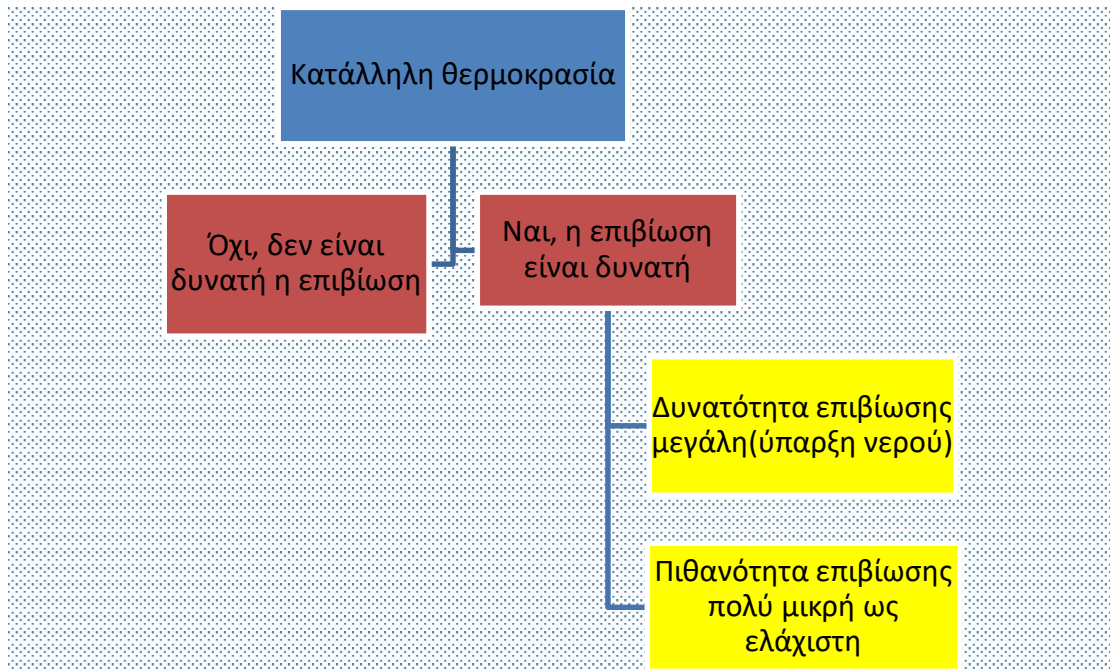 Κατάλληλη θερμοκρασία
Όχι, δεν είναι
δυνατή η επιβίωση
Ναι, η επιβίωση
είναι δυνατή
Δυνατότητα επιβίωσης
μεγάλη(ύπαρξη νερού)
Πιθανότητα επιβίωσης
πολύ μικρή ως
ελάχιστη